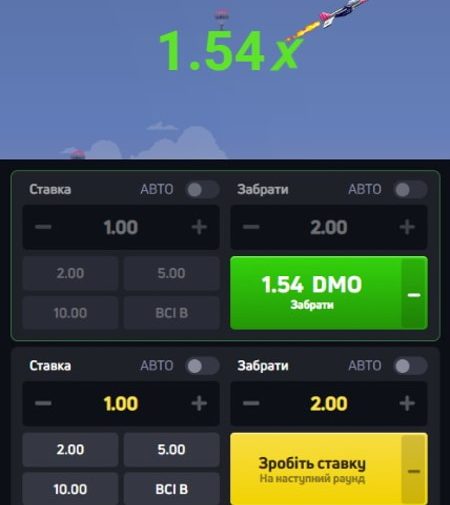 1.54x
Ставка АВТО Забрати АВТО
— 1.00 + — 2.00 +
2.00 5.00
1.54 DMO
Забрати
—
10.00 ВСІ В
Ставка АВТО Забрати АВТО
— 1.00 + — 2.00 +
2.00 5.00
Зробіть ставку
На наступний раунд
—
10.00 ВСІ В